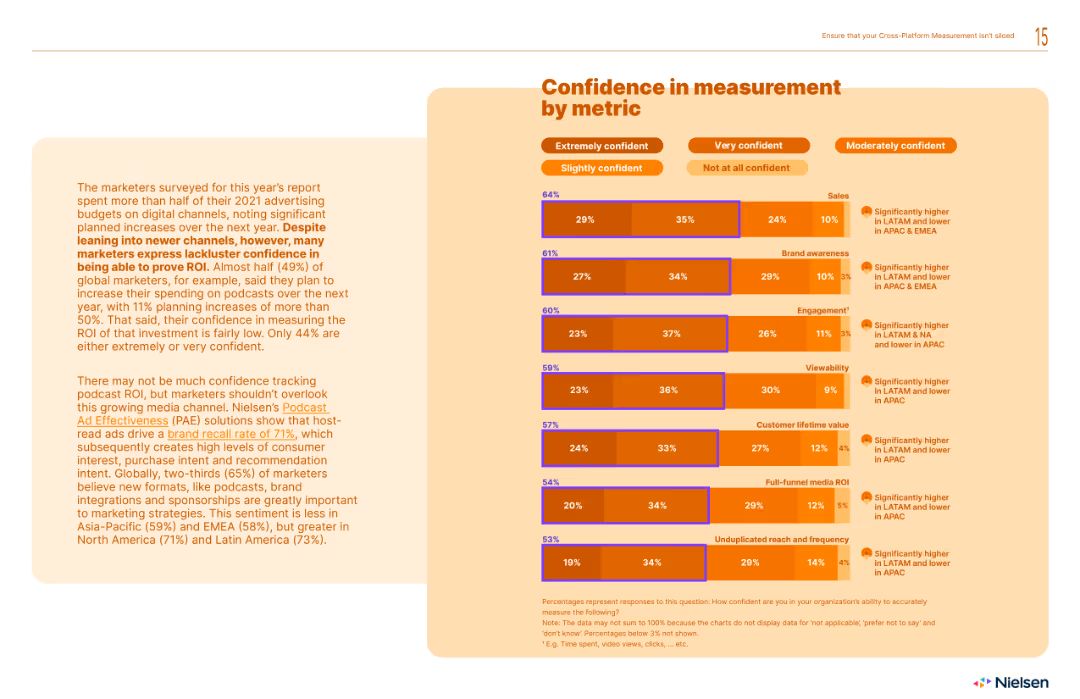 Ensure that your Cross-Platform Measurement isn't siloed
15
The marketers surveyed for this year's report
spent more than half of their 2021 advertising
budgets on digital channels, noting significant
planned increases over the next year. Despite
leaning into newer channels, however, many
marketers express lackluster confidence in
being able to prove ROI. Almost half (49%) of
global marketers, for example, said they plan to
increase their spending on podcasts over the next
year, with 11% planning increases of more than
50%. That said, their confidence in measuring the
ROI of that investment is fairly low. Only 44% are
either extremely or very confident.
There may not be much confidence tracking
podcast ROI, but marketers shouldn't overlook
this growing media channel. Nielsen's Podcast
Ad Effectiveness (PAE) solutions show that host-
read ads drive a brand recall rate of 71%, which
subsequently creates high levels of consumer
interest, purchase intent and recommendation
intent. Globally, two-thirds (65%) of marketers
believe new formats, like podcasts, brand
integrations and sponsorships are greatly important
to marketing strategies. This sentiment is less in
Asia-Pacific (59%) and EMEA (58%), but greater in
North America (71%) and Latin America (73%).
Confidence in measurement
by metric
Extremely confident
Very confident
Moderately confident
Slightly confident
Not at all confident
64%
Sales
29% 35% 24% 10%
Significantly higher
in LATAM and lower
in APAC & EMEA
61%
Brand awareness
27% 34% 29% 10% 3%
Significantly higher
in LATAM and lower
in APAC & EMEA
60%
Engagement¹
23% 37% 26% 11% 3%
Significantly higher
in LATAM & NA
and lower in APAC
59%
Viewability
23% 36% 30% 9%
Significantly higher
in LATAM and lower
in APAC
57%
Customer lifetime value
24% 33% 27% 12% 4%
Significantly higher
in LATAM and lower
in APAC
54%
Full-funnel media ROI
20% 34% 29% 12% 5%
Significantly higher
in LATAM and lower
in APAC
53%
Unduplicated reach and frequency
19% 34% 29% 14% 4%
Significantly higher
in LATAM and lower
in APAC
Percentages represent responses to this question: How confident are you in your organization's ability to accurately
measure the following?
Note: The data may not sum to 100% because the charts do not display data for 'not applicable', 'prefer not to say' and
'don't know'. Percentages below 3% not shown.
¹ E.g. Time spent, video views, clicks, ... etc.
Nielsen